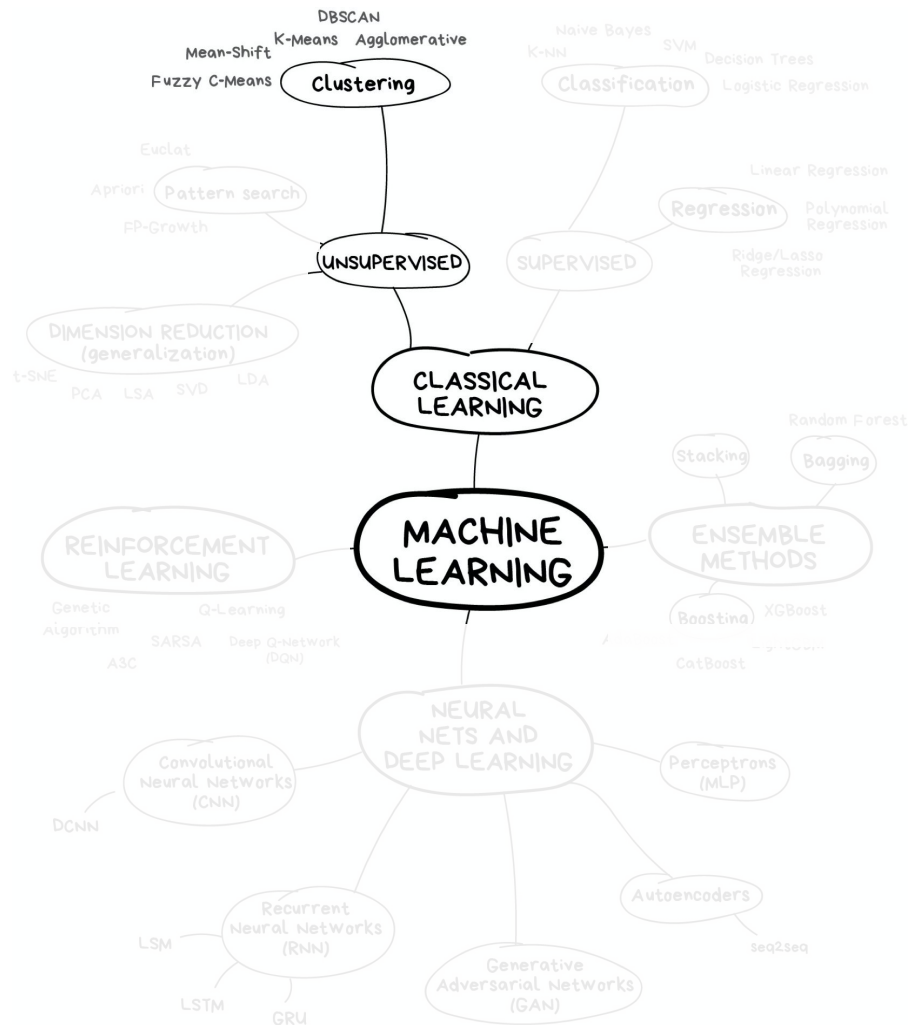 DBSCAN
K-Means Agglomerative
Mean-Shift
Fuzzy C-Means
Clustering
Naive Bayes
K-NN
SVM
Decision Trees
Classification
Logistic Regression
Euclat
Apriori
Pattern search
FP-Growth
Linear Regression
Regression
Polynomial
Regression
Ridge/Lasso
Regression
UNSUPERVISED
SUPERVISED
DIMENSION REDUCTION
(generalization)
t-SNE
PCA
LSA
SVD
LDA
CLASSICAL
LEARNING
Random Forest
Stacking
Bagging
MACHINE
LEARNING
REINFORCEMENT
LEARNING
ENSEMBLE
METHODS
Genetic
Algorithm
Q-Learning
SARSA
Deep Q-Network
(DQN)
A3C
Boosting
XGBoost
CatBoost
NEURAL
NETS AND
DEEP LEARNING
Convolutional
Neural Networks
(CNN)
DCNN
Perceptrons
(MLP)
Recurrent
Neural Networks
(RNN)
LSM
LSTM
GRU
Generative
Adversarial Networks
(GAN)
Autoencoders
seq2seq